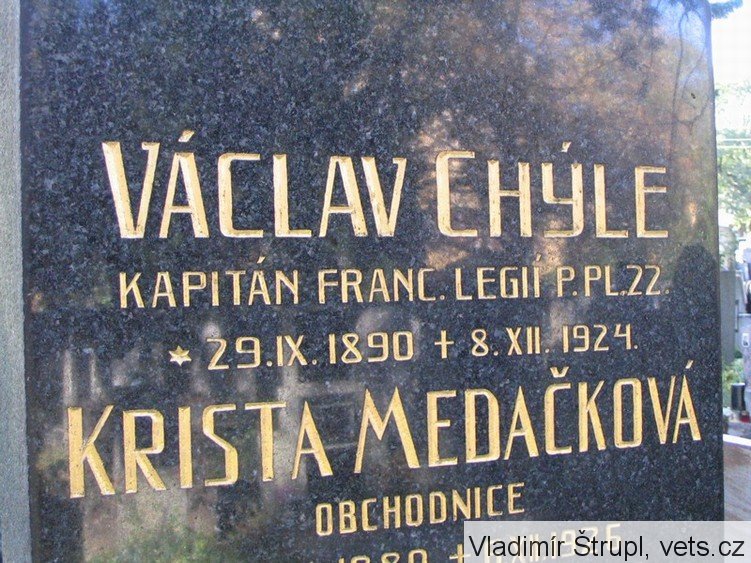 VÁCLAV CHÝLE
KAPITÁN FRANC. LEGIÍ P. PL. 22.
* 29. IX. 1890 + 8. XII. 1924.
KRISTA MEDAČKOVÁ
OBCHODNICE
Vladimír Štrupl, vets.cz